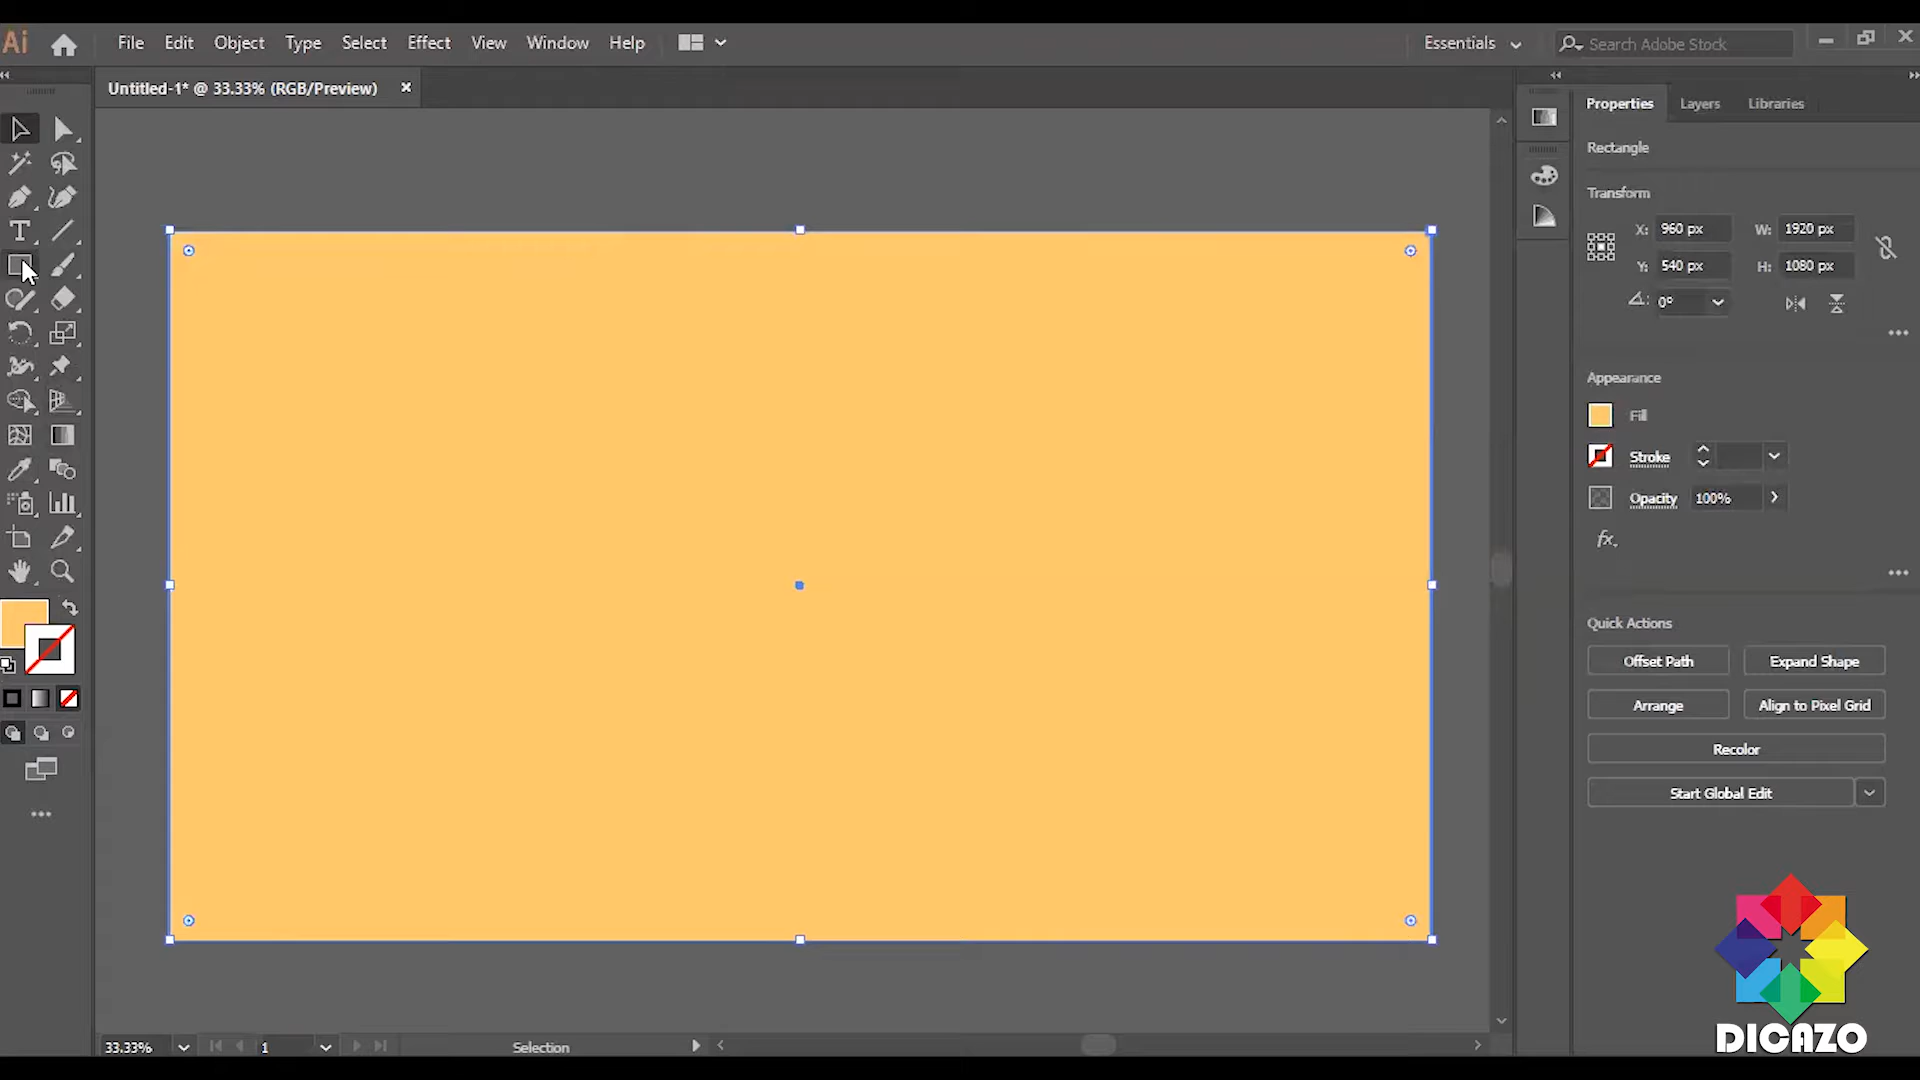 Ai File Edit Object Type Select Effect View Window Help Essentials Search Adobe Stock
Untitled-1* @ 33.33% (RGB/Preview)
Properties Layers Libraries
Rectangle
Transform
X: 960 px W: 1920 px
Y: 540 px H: 1080 px
0°
Appearance
Fill
Stroke
Opacity 100%
fx
Quick Actions
Offset Path Expand Shape
Arrange Align to Pixel Grid
Recolor
Start Global Edit
33.33% 1 Selection
DICAZO